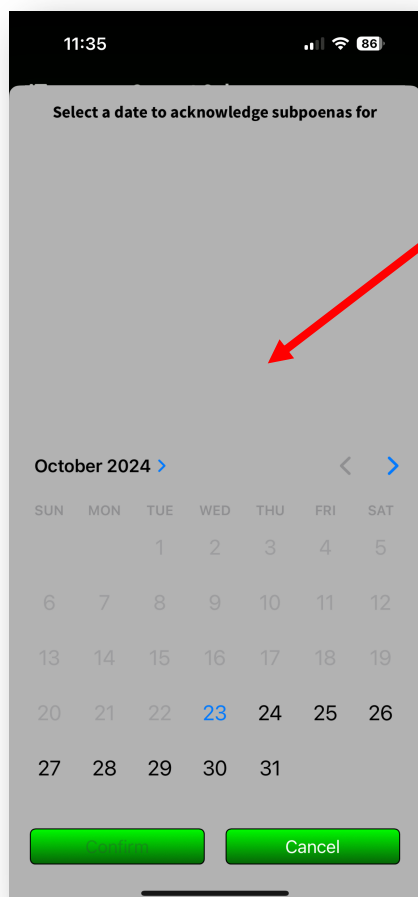 11:35 86
Select a date to acknowledge subpoenas for
October 2024
SUN MON TUE WED THU FRI SAT
1 2 3 4 5
6 7 8 9 10 11 12
13 14 15 16 17 18 19
20 21 22 23 24 25 26
27 28 29 30 31
Confirm Cancel